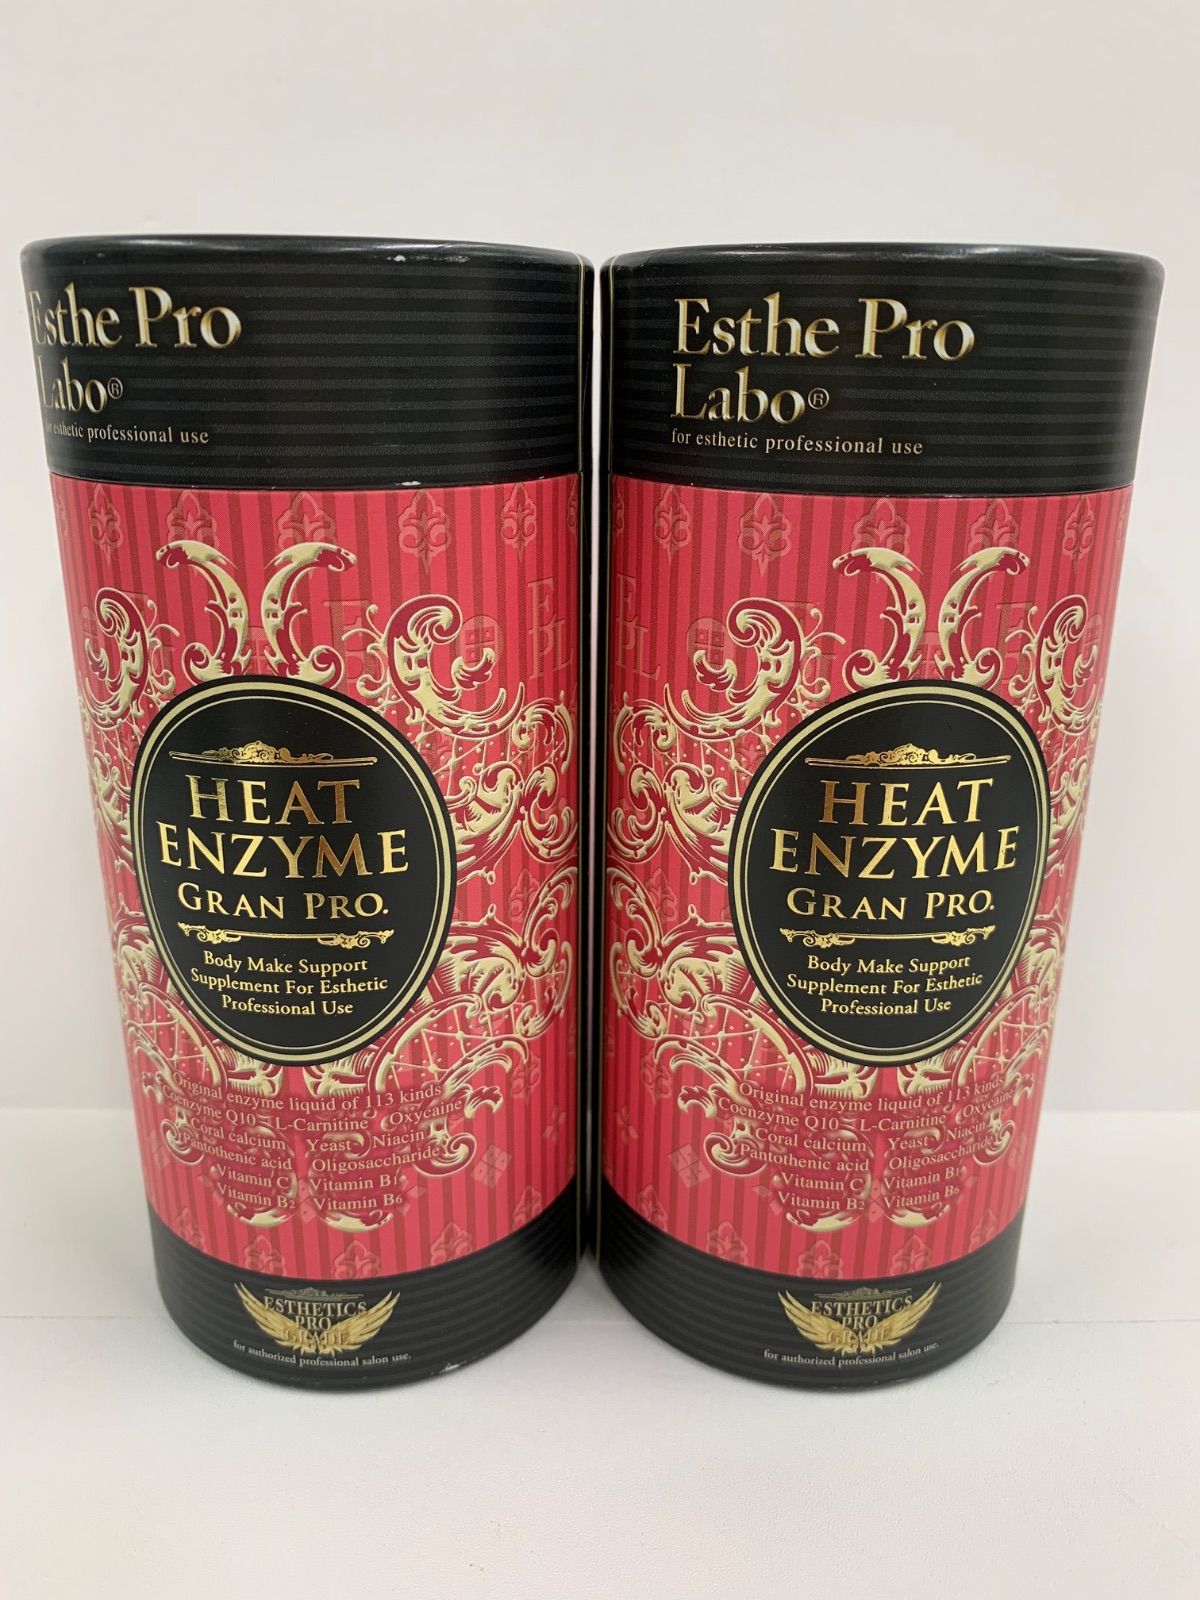 Esthe Pro
Labo®
for esthetic professional use
HEAT
ENZYME
GRAN PRO.
Body Make Support
Supplement For Esthetic
Professional Use
Original enzyme liquid of 113 kinds
Coenzyme Q10 L-Carnitine Oxycaine
Coral calcium Yeast Niacin
Pantothenic acid Oligosaccharide
Vitamin C Vitamin B1
Vitamin B2 Vitamin B6
ESTHETICS
PRO
GRADE
for authorized professional salon use.
Esthe Pro
Labo®
for esthetic professional use
HEAT
ENZYME
GRAN PRO.
Body Make Support
Supplement For Esthetic
Professional Use
Original enzyme liquid of 113 kinds
Coenzyme Q10 L-Carnitine Oxycaine
Coral calcium Yeast Niacin
Pantothenic acid Oligosaccharide
Vitamin C Vitamin B1
Vitamin B2 Vitamin B6
ESTHETICS
PRO
GRADE
for authorized professional salon use.